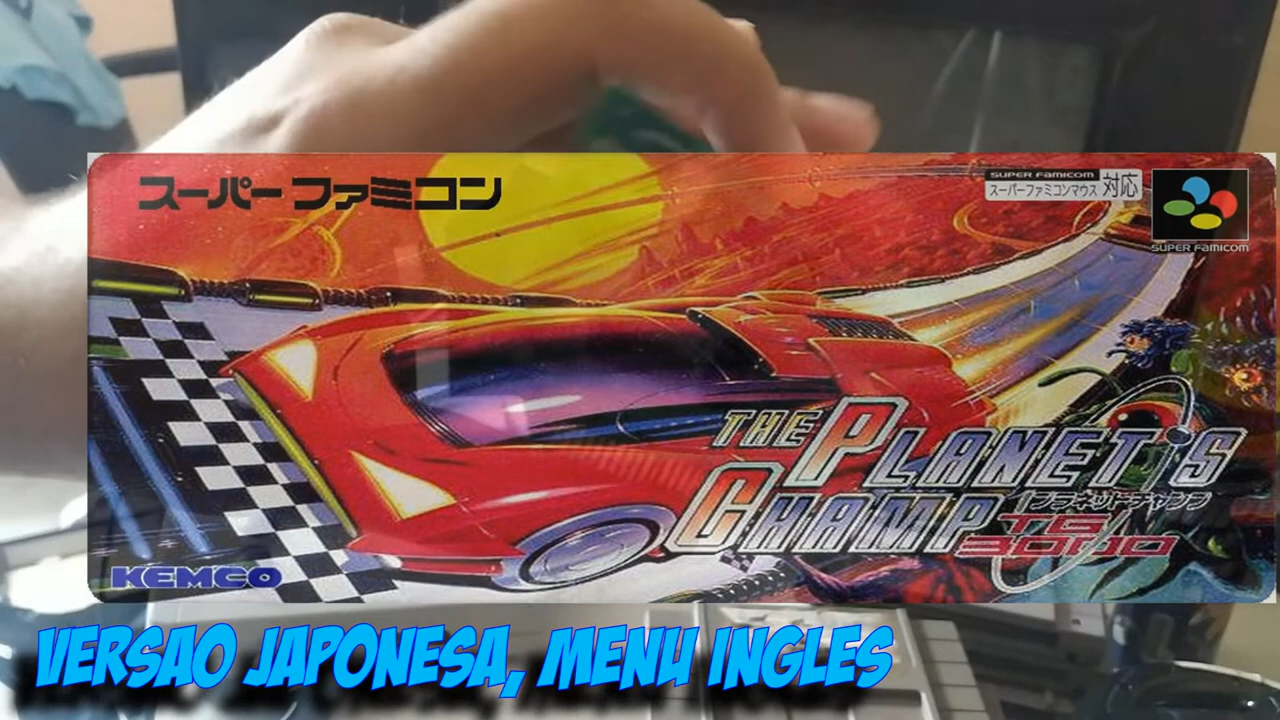 スーパーファミコン
SUPER FAMICOM
スーパーファミコンマウス 対応
SUPER FAMICOM
THE PLANET'S
CHAMP プラネットチャンプ
TG
3000
KEMCO
VERSAO JAPONESA, MENU INGLES